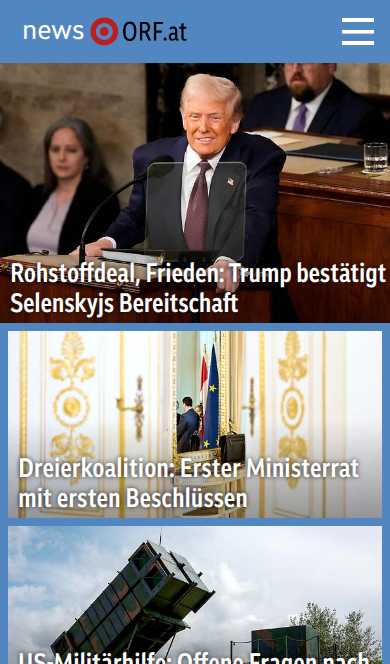 news ORF.at
Rohstoffdeal, Frieden: Trump bestätigt
Selenskyjs Bereitschaft
Dreierkoalition: Erster Ministerrat
mit ersten Beschlüssen
US-Militärhilfe: Offene Fragen nach